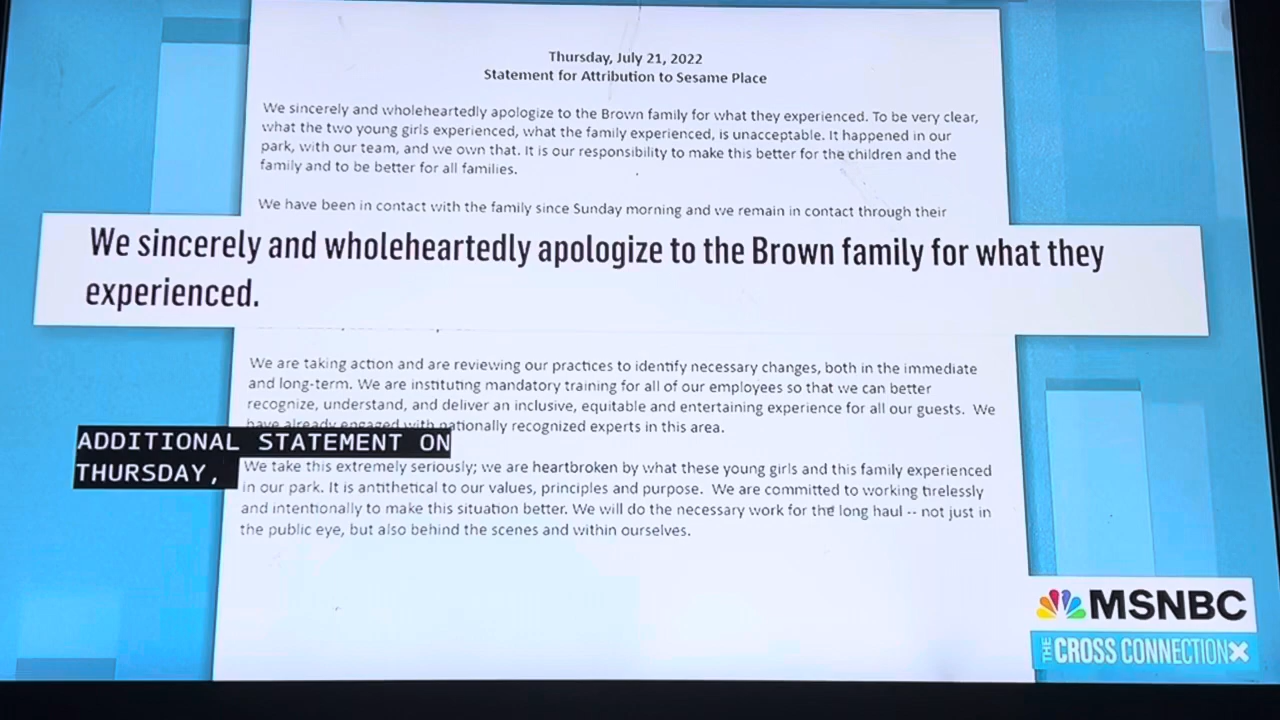 Thursday, July 21, 2022
Statement for Attribution to Sesame Place
We sincerely and wholeheartedly apologize to the Brown family for what they experienced. To be very clear,
what the two young girls experienced, what the family experienced, is unacceptable. It happened in our
park, with our team, and we own that. It is our responsibility to make this better for the children and the
family and to be better for all families.
We have been in contact with the family since Sunday morning and we remain in contact through their
We sincerely and wholeheartedly apologize to the Brown family for what they
experienced.
We are taking action and are reviewing our practices to identify necessary changes, both in the immediate
and long-term. We are instituting mandatory training for all of our employees so that we can better
recognize, understand, and deliver an inclusive, equitable and entertaining experience for all our guests. We
have already engaged with nationally recognized experts in this area.
ADDITIONAL STATEMENT ON
THURSDAY,
We take this extremely seriously; we are heartbroken by what these young girls and this family experienced
in our park. It is antithetical to our values, principles and purpose. We are committed to working tirelessly
and intentionally to make this situation better. We will do the necessary work for the long haul -- not just in
the public eye, but also behind the scenes and within ourselves.
MSNBC
THE CROSS CONNECTION